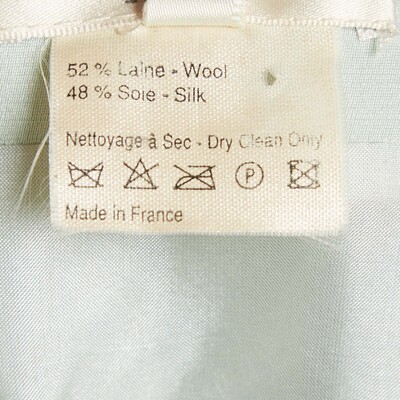 52 % Laine - Wool
48 % Soie - Silk
Nettoyage à Sec - Dry Clean Only
P
Made in France